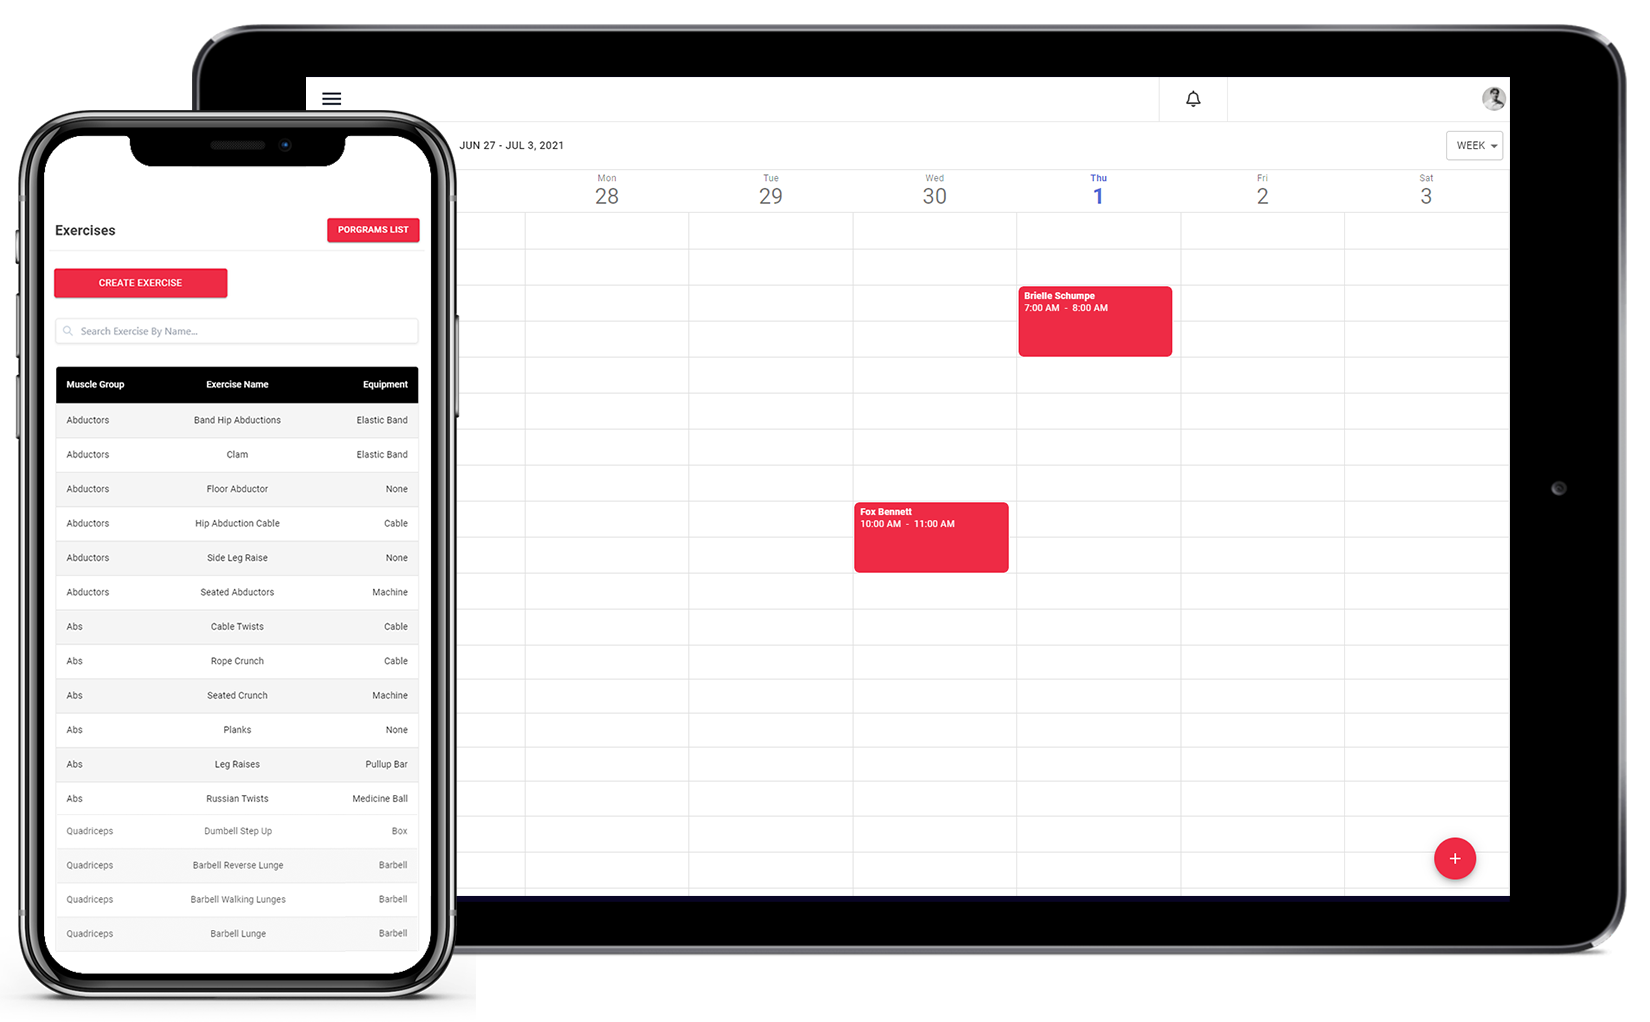 JUN 27 - JUL 3, 2021
WEEK
Mon
28
Tue
29
Wed
30
Thu
1
Fri
2
Sat
3
Brielle Schumpe
7:00 AM - 8:00 AM
Fox Bennett
10:00 AM - 11:00 AM
+
Exercises
PORGRAMS LIST
CREATE EXERCISE
Search Exercise By Name...
Muscle Group Exercise Name Equipment
Abductors Band Hip Abductions Elastic Band
Abductors Clam Elastic Band
Abductors Floor Abductor None
Abductors Hip Abduction Cable Cable
Abductors Side Leg Raise None
Abductors Seated Abductors Machine
Abs Cable Twists Cable
Abs Rope Crunch Cable
Abs Seated Crunch Machine
Abs Planks None
Abs Leg Raises Pullup Bar
Abs Russian Twists Medicine Ball
Quadriceps Dumbell Step Up Box
Quadriceps Barbell Reverse Lunge Barbell
Quadriceps Barbell Walking Lunges Barbell
Quadriceps Barbell Lunge Barbell